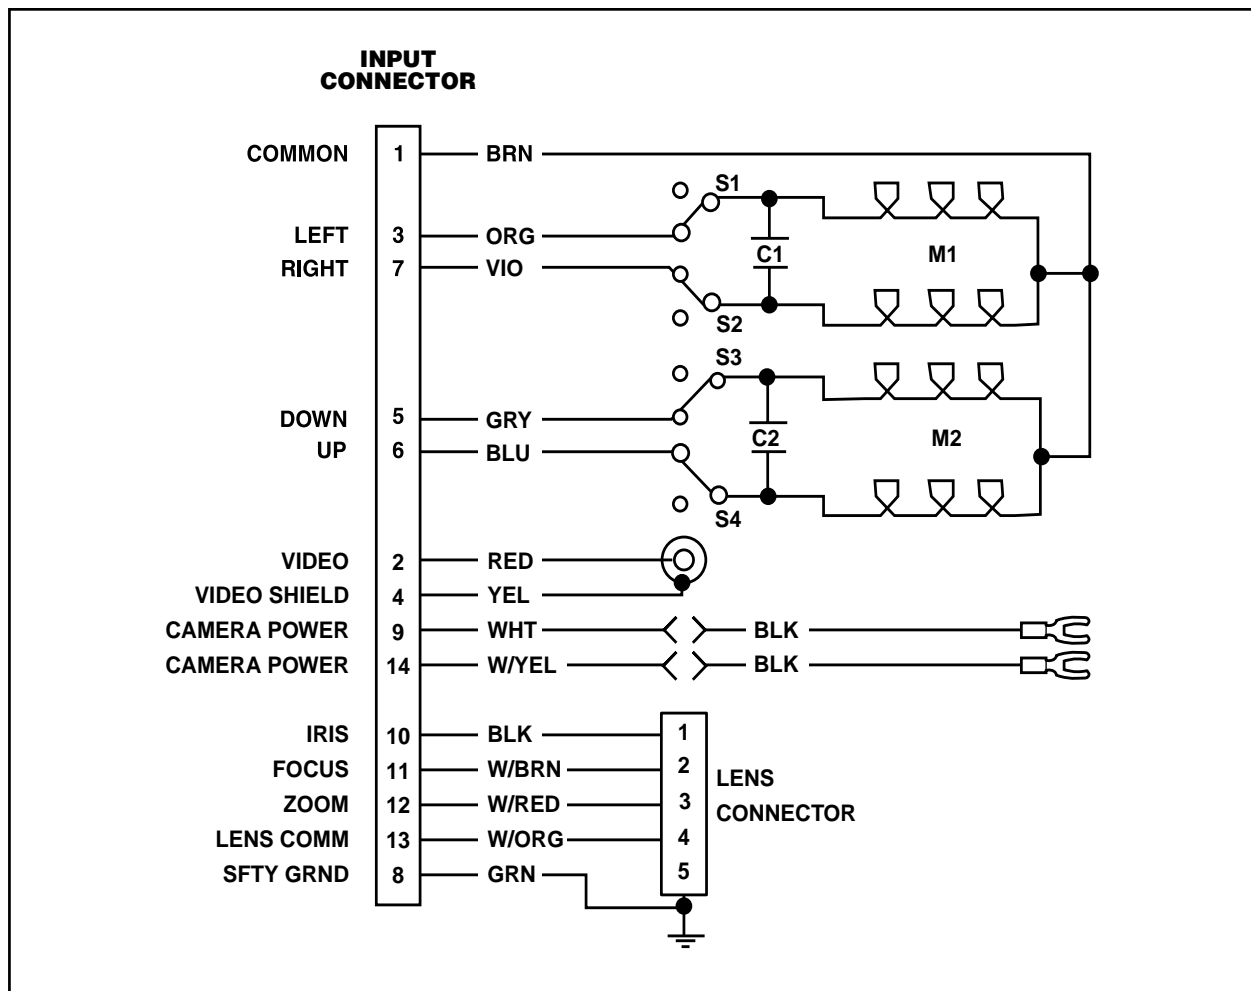 INPUT
CONNECTOR
COMMON 1 BRN
S1
LEFT 3 ORG
C1 M1
RIGHT 7 VIO
S2
S3
DOWN 5 GRY
C2 M2
UP 6 BLU
S4
VIDEO 2 RED
VIDEO SHIELD 4 YEL
CAMERA POWER 9 WHT BLK
CAMERA POWER 14 W/YEL BLK
IRIS 10 BLK 1
FOCUS 11 W/BRN 2
LENS
ZOOM 12 W/RED 3
CONNECTOR
LENS COMM 13 W/ORG 4
SFTY GRND 8 GRN 5